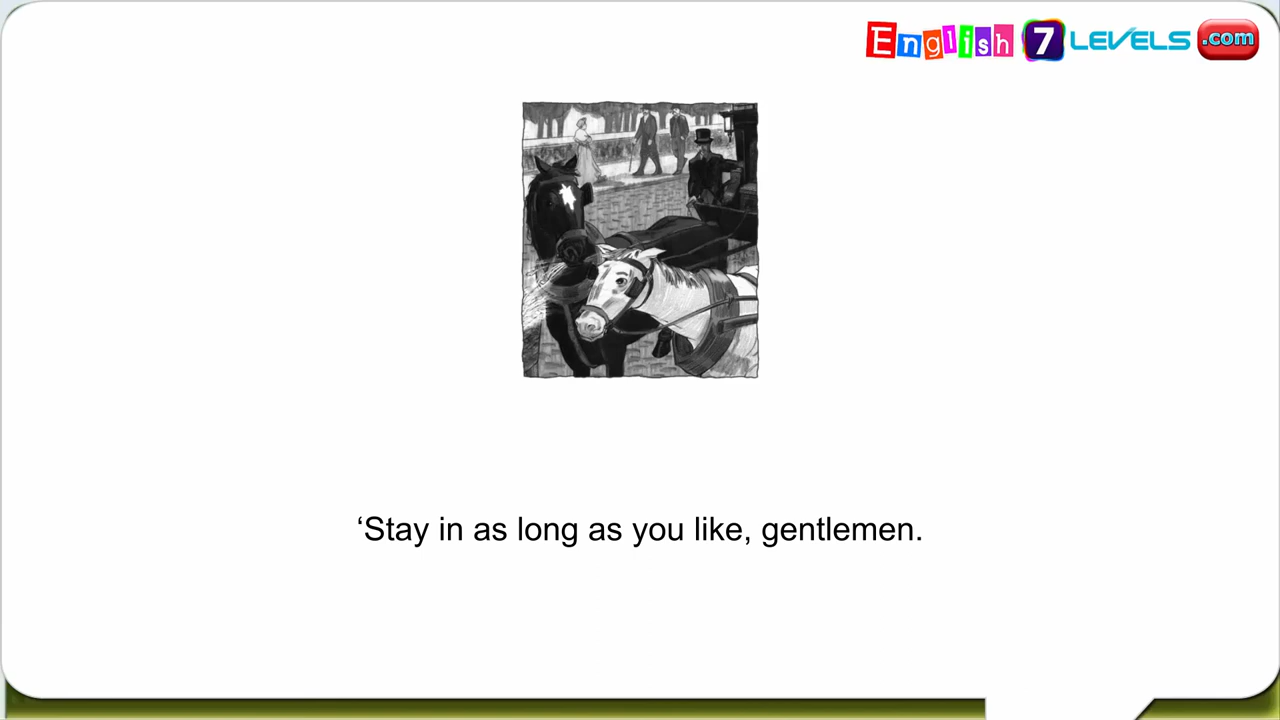 English 7 LEVELS .com
‘Stay in as long as you like, gentlemen.